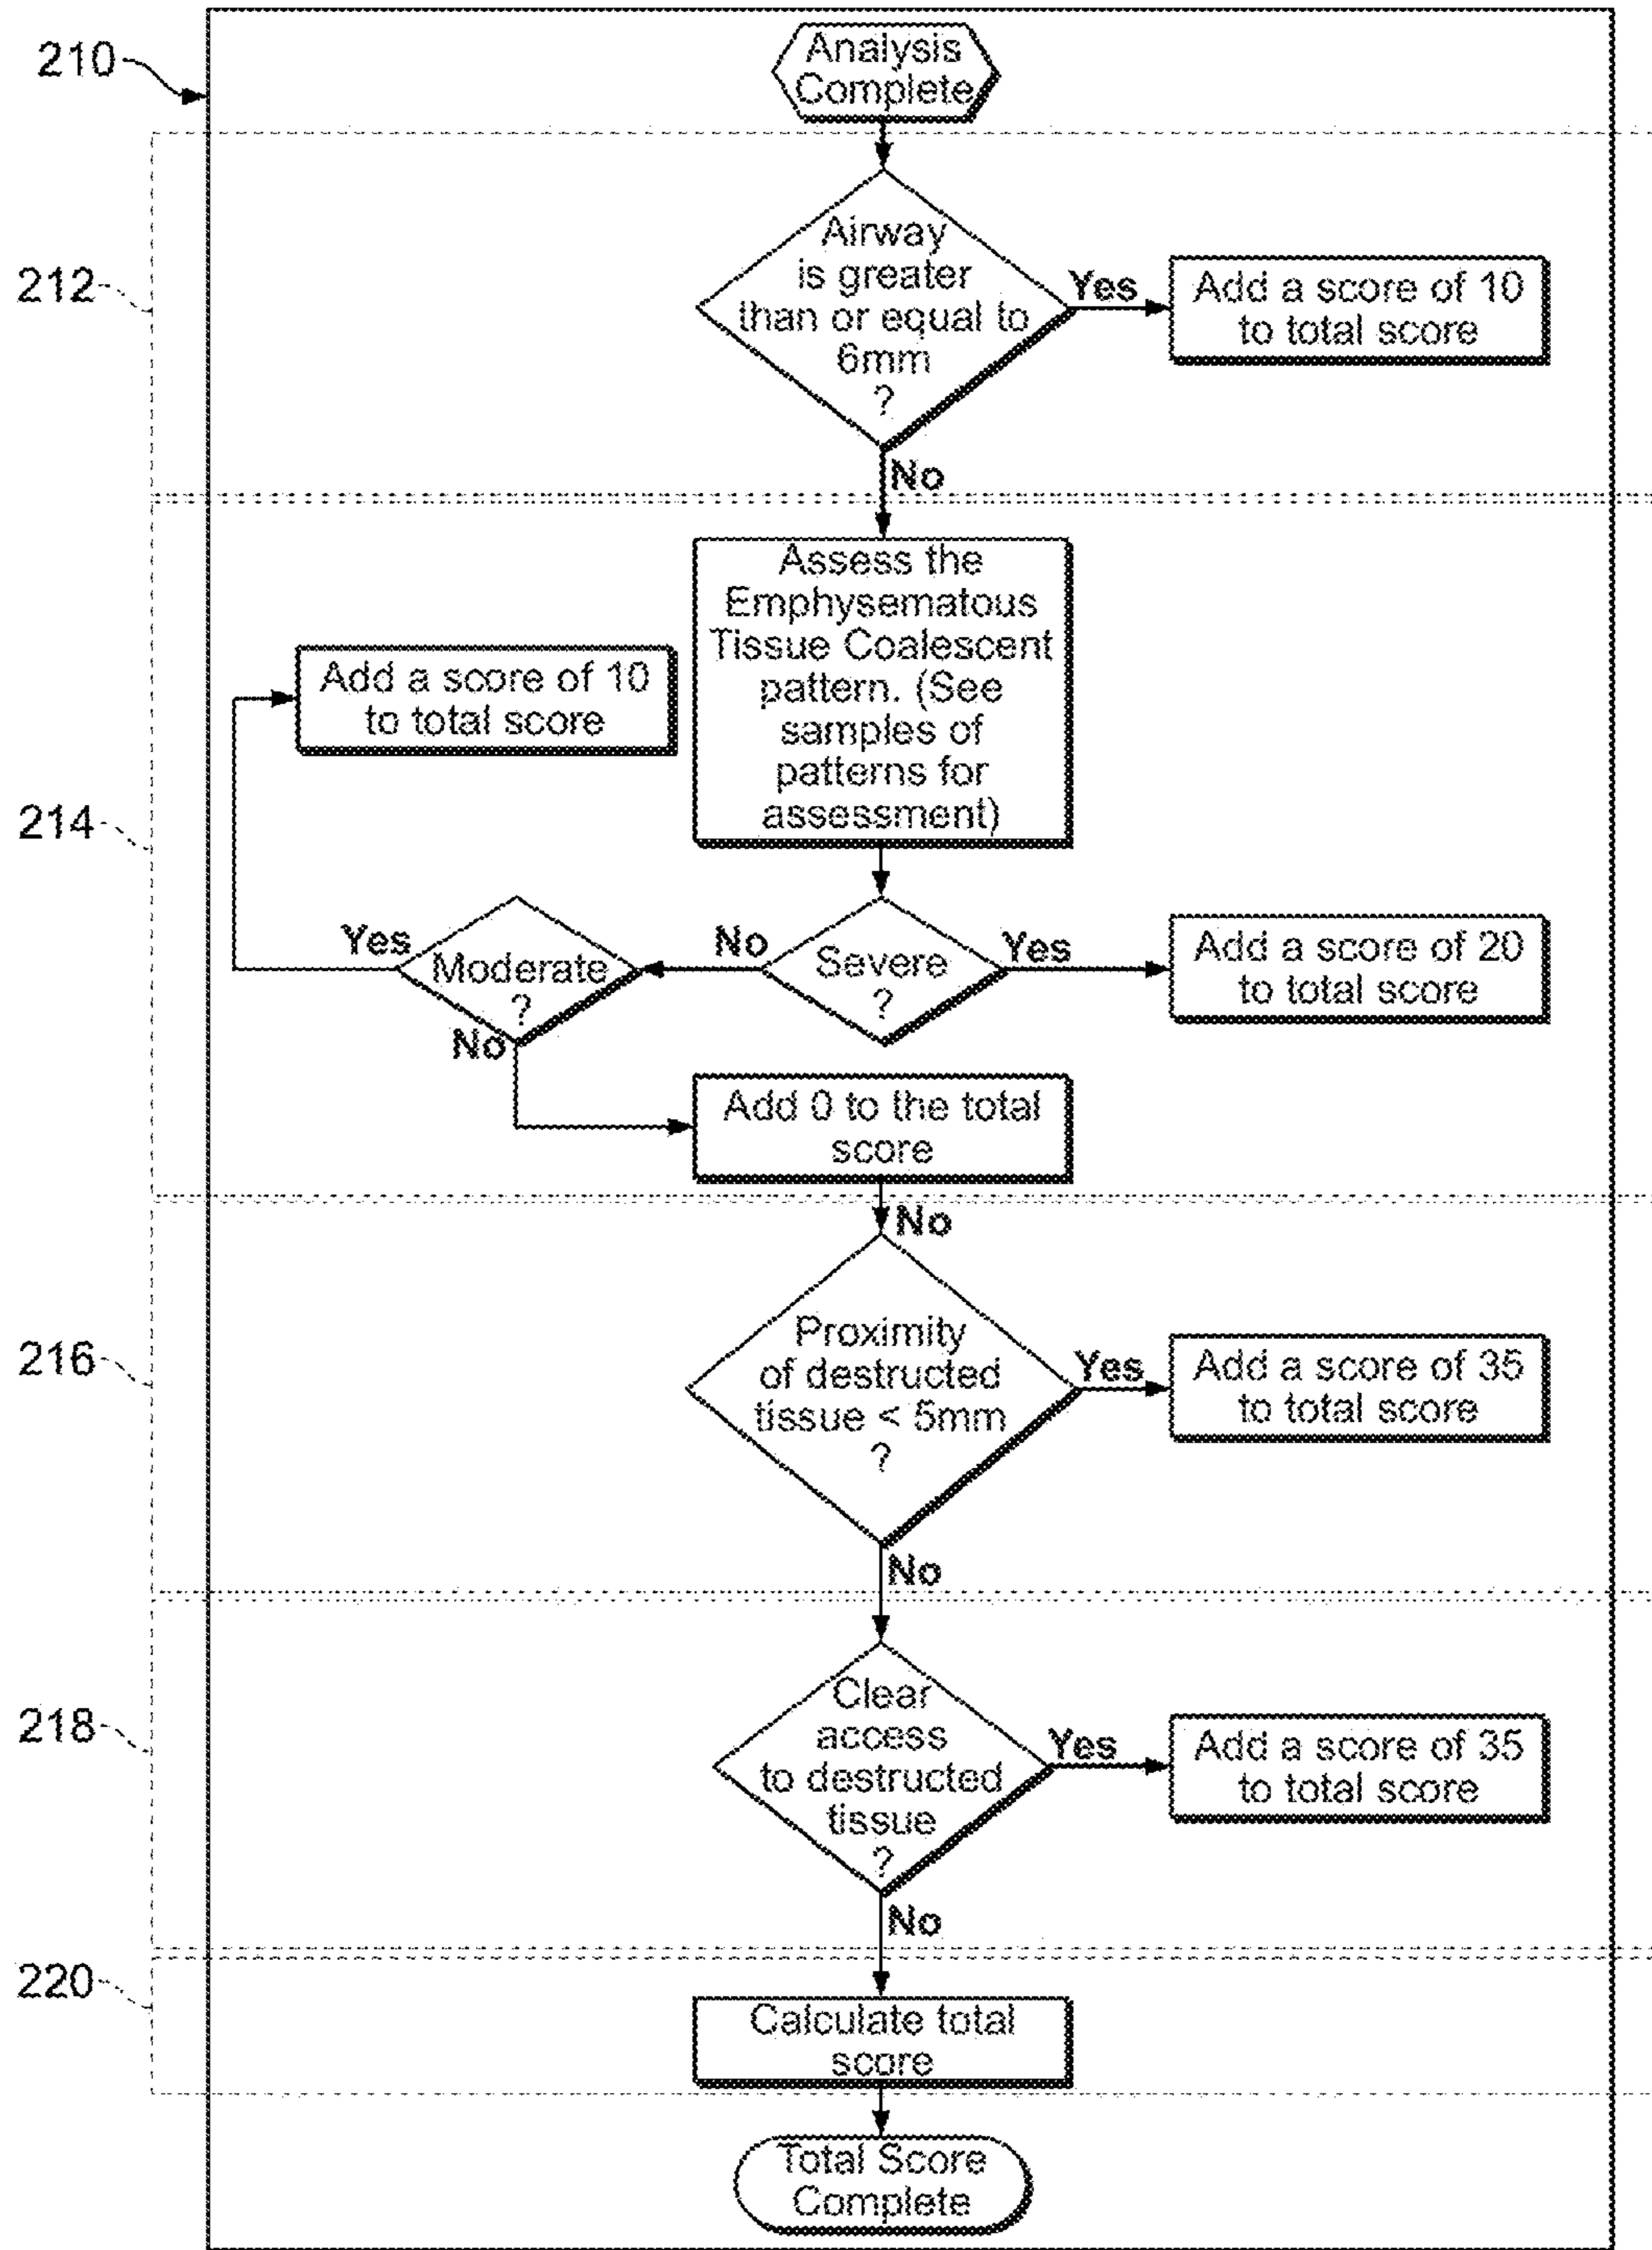 210
Analysis
Complete
212
Airway
is greater
than or equal to
6mm
?
Yes
Add a score of 10
to total score
No
214
Assess the
Emphysematous
Tissue Coalescent
pattern. (See
samples of
patterns for
assessment)
Add a score of 10
to total score
Yes
Moderate
?
No
No
Severe
?
Yes
Add a score of 20
to total score
Add 0 to the total
score
No
216
Proximity
of destructed
tissue < 5mm
?
Yes
Add a score of 35
to total score
No
218
Clear
access
to destructed
tissue
?
Yes
Add a score of 35
to total score
No
220
Calculate total
score
Total Score
Complete